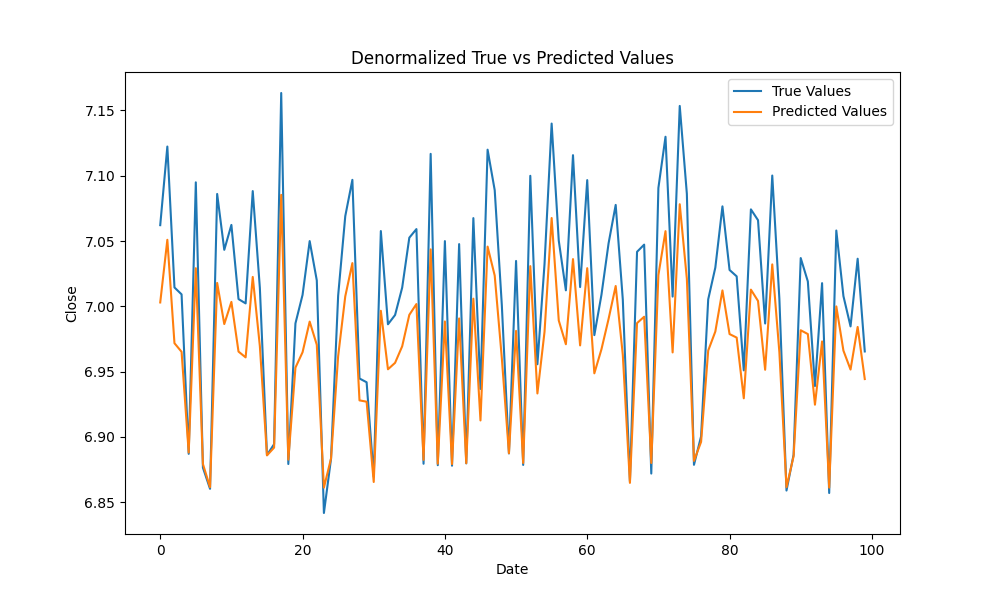 Denormalized True vs Predicted Values
True Values
Predicted Values
Close
7.15
7.10
7.05
7.00
6.95
6.90
6.85
0
20
40
60
80
100
Date